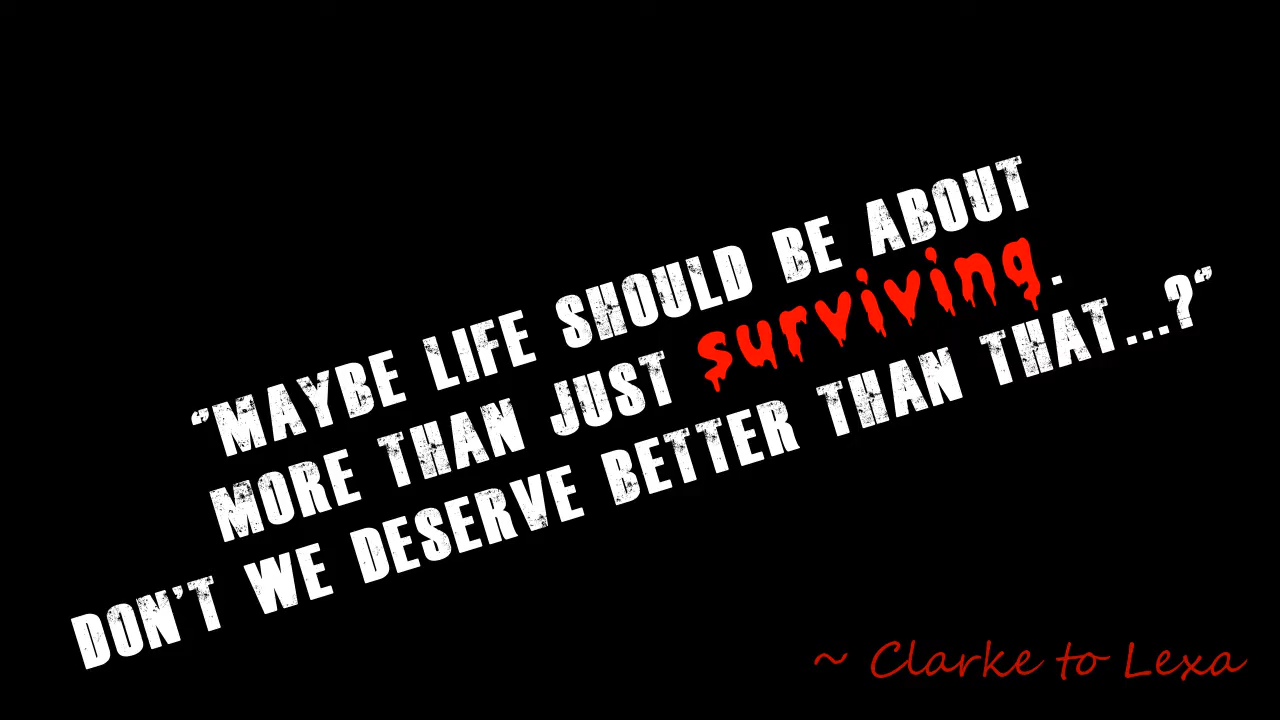 “MAYBE LIFE SHOULD BE ABOUT
MORE THAN JUST surviving.
DON'T WE DESERVE BETTER THAN THAT...?“
~ Clarke to Lexa